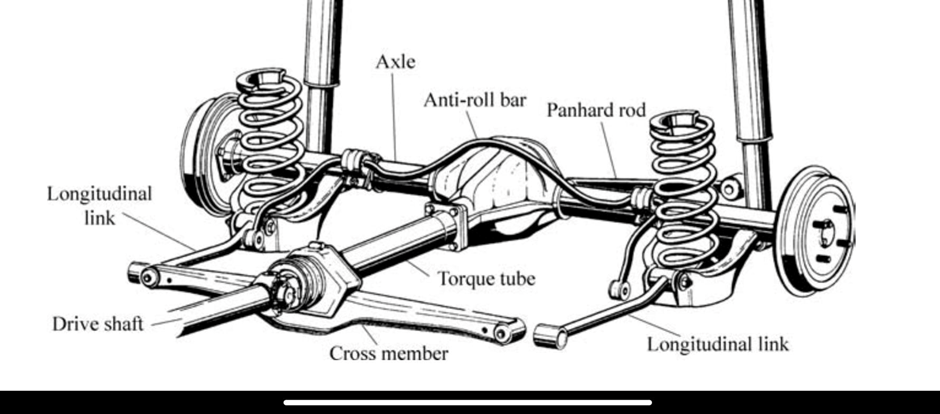 Axle
Anti-roll bar
Panhard rod
Longitudinal
link
Torque tube
Drive shaft
Cross member
Longitudinal link